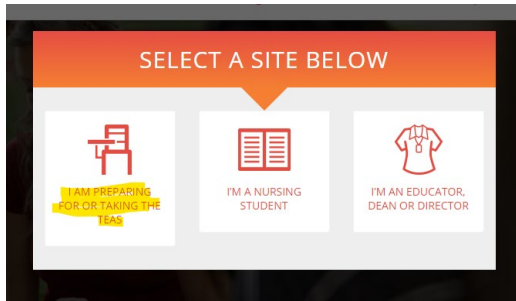 SELECT A SITE BELOW
I AM PREPARING
FOR OR TAKING THE
TEAS
I'M A NURSING
STUDENT
I'M AN EDUCATOR,
DEAN OR DIRECTOR